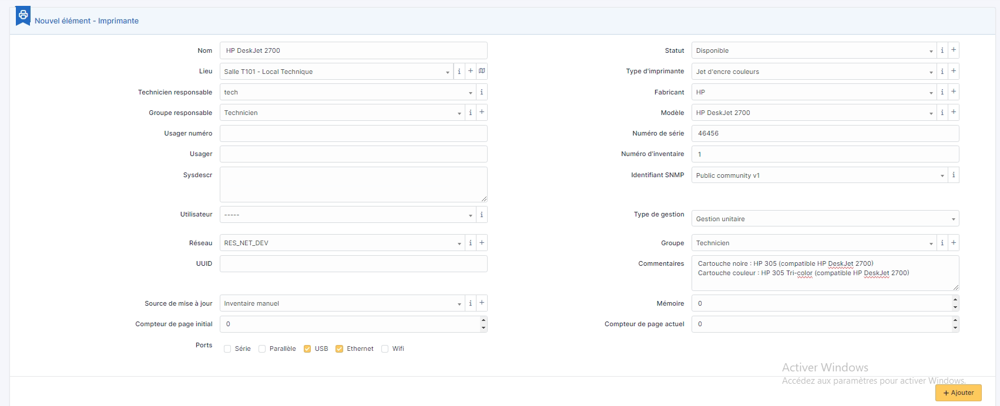 Nouvel élément - Imprimante
Nom HP DeskJet 2700
Statut Disponible
Lieu Salle T101 - Local Technique
Type d'imprimante Jet d'encre couleurs
Technicien responsable tech
Fabricant HP
Groupe responsable Technicien
Modèle HP DeskJet 2700
Usager numéro
Numéro de série 46456
Usager
Numéro d'inventaire 1
Sysdescr
Identifiant SNMP Public community v1
Utilisateur -----
Type de gestion Gestion unitaire
Réseau RES_NET_DEV
Groupe Technicien
UUID
Commentaires Cartouche noire : HP 305 (compatible HP DeskJet 2700)
Cartouche couleur : HP 305 Tri-color (compatible HP DeskJet 2700)
Source de mise à jour Inventaire manuel
Mémoire 0
Compteur de page initial 0
Compteur de page actuel 0
Ports Série Parallèle USB Ethernet Wifi
Activer Windows
Accédez aux paramètres pour activer Windows.
+ Ajouter